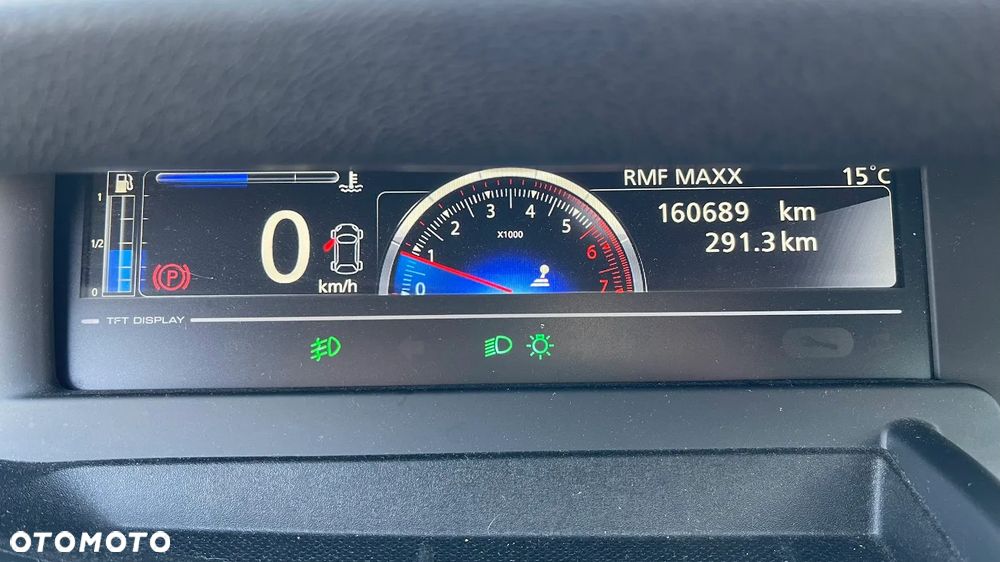 RMF MAXX 15°C
1
1/2
0
P
0
km/h
0 1 2 3 4 5 6 7
X1000
160689 km
291.3 km
TFT DISPLAY
OTOMOTO